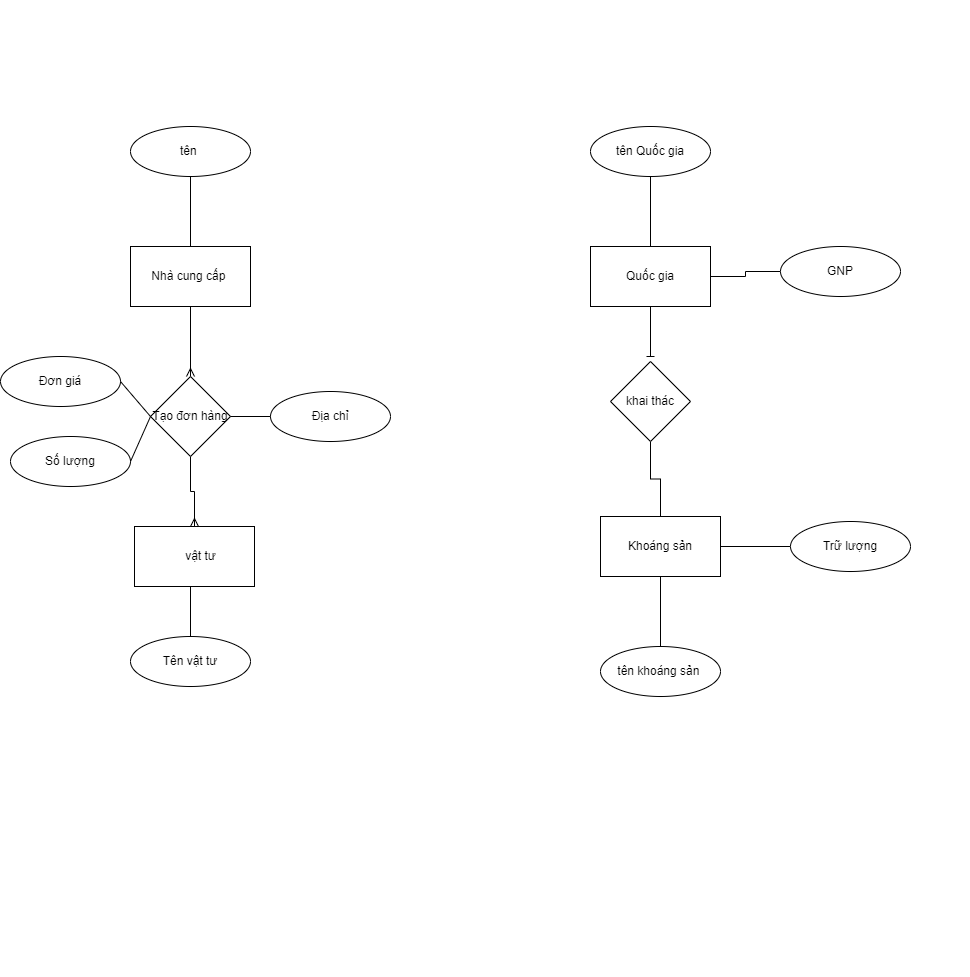 tên
Nhà cung cấp
Đơn giá
Tạo đơn hàng
Địa chỉ
Số lượng
vật tư
Tên vật tư
tên Quốc gia
Quốc gia
GNP
khai thác
Khoáng sản
Trữ lượng
tên khoáng sản